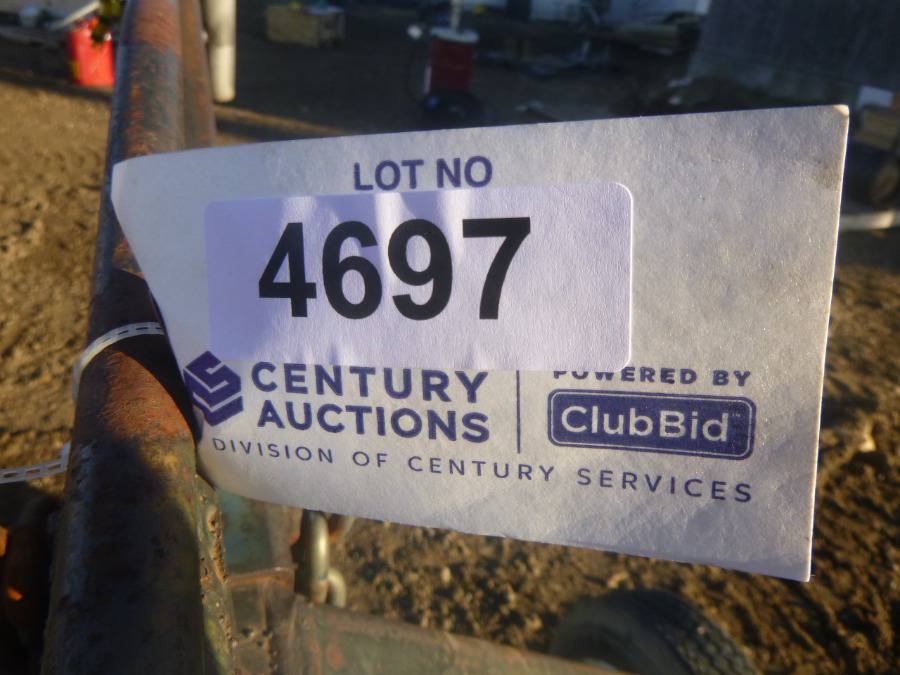 LOT NO
4697
CENTURY
AUCTIONS
DIVISION OF CENTURY SERVICES
POWERED BY
ClubBid